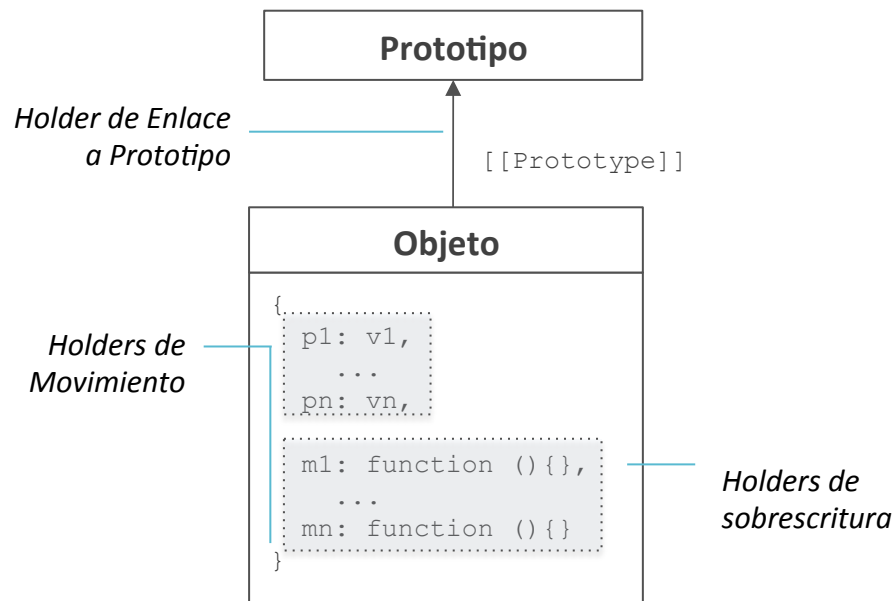 Prototipo
Holder de Enlace
a Prototipo
[[Prototype]]
Objeto
{
p1: v1,
...
pn: vn,
Holders de
Movimiento
m1: function (){},
...
mn: function (){}
}
Holders de
sobrescritura